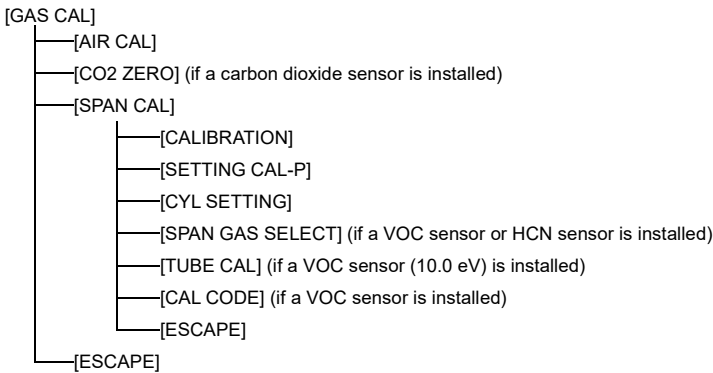 [GAS CAL]
[AIR CAL]
[CO2 ZERO] (if a carbon dioxide sensor is installed)
[SPAN CAL]
[CALIBRATION]
[SETTING CAL-P]
[CYL SETTING]
[SPAN GAS SELECT] (if a VOC sensor or HCN sensor is installed)
[TUBE CAL] (if a VOC sensor (10.0 eV) is installed)
[CAL CODE] (if a VOC sensor is installed)
[ESCAPE]
[ESCAPE]